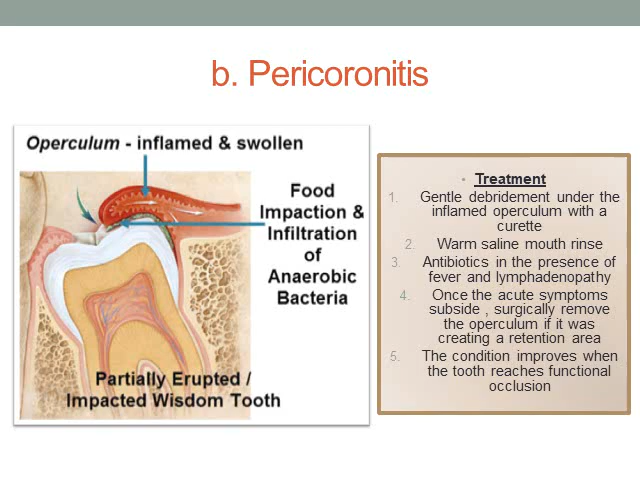 b. Pericoronitis
Operculum - inflamed & swollen
Food
Impaction &
Infiltration
of
Anaerobic
Bacteria
Partially Erupted /
Impacted Wisdom Tooth
• Treatment
1. Gentle debridement under the
inflamed operculum with a
curette
2. Warm saline mouth rinse
3. Antibiotics in the presence of
fever and lymphadenopathy
4. Once the acute symptoms
subside , surgically remove
the operculum if it was
creating a retention area
5. The condition improves when
the tooth reaches functional
occlusion